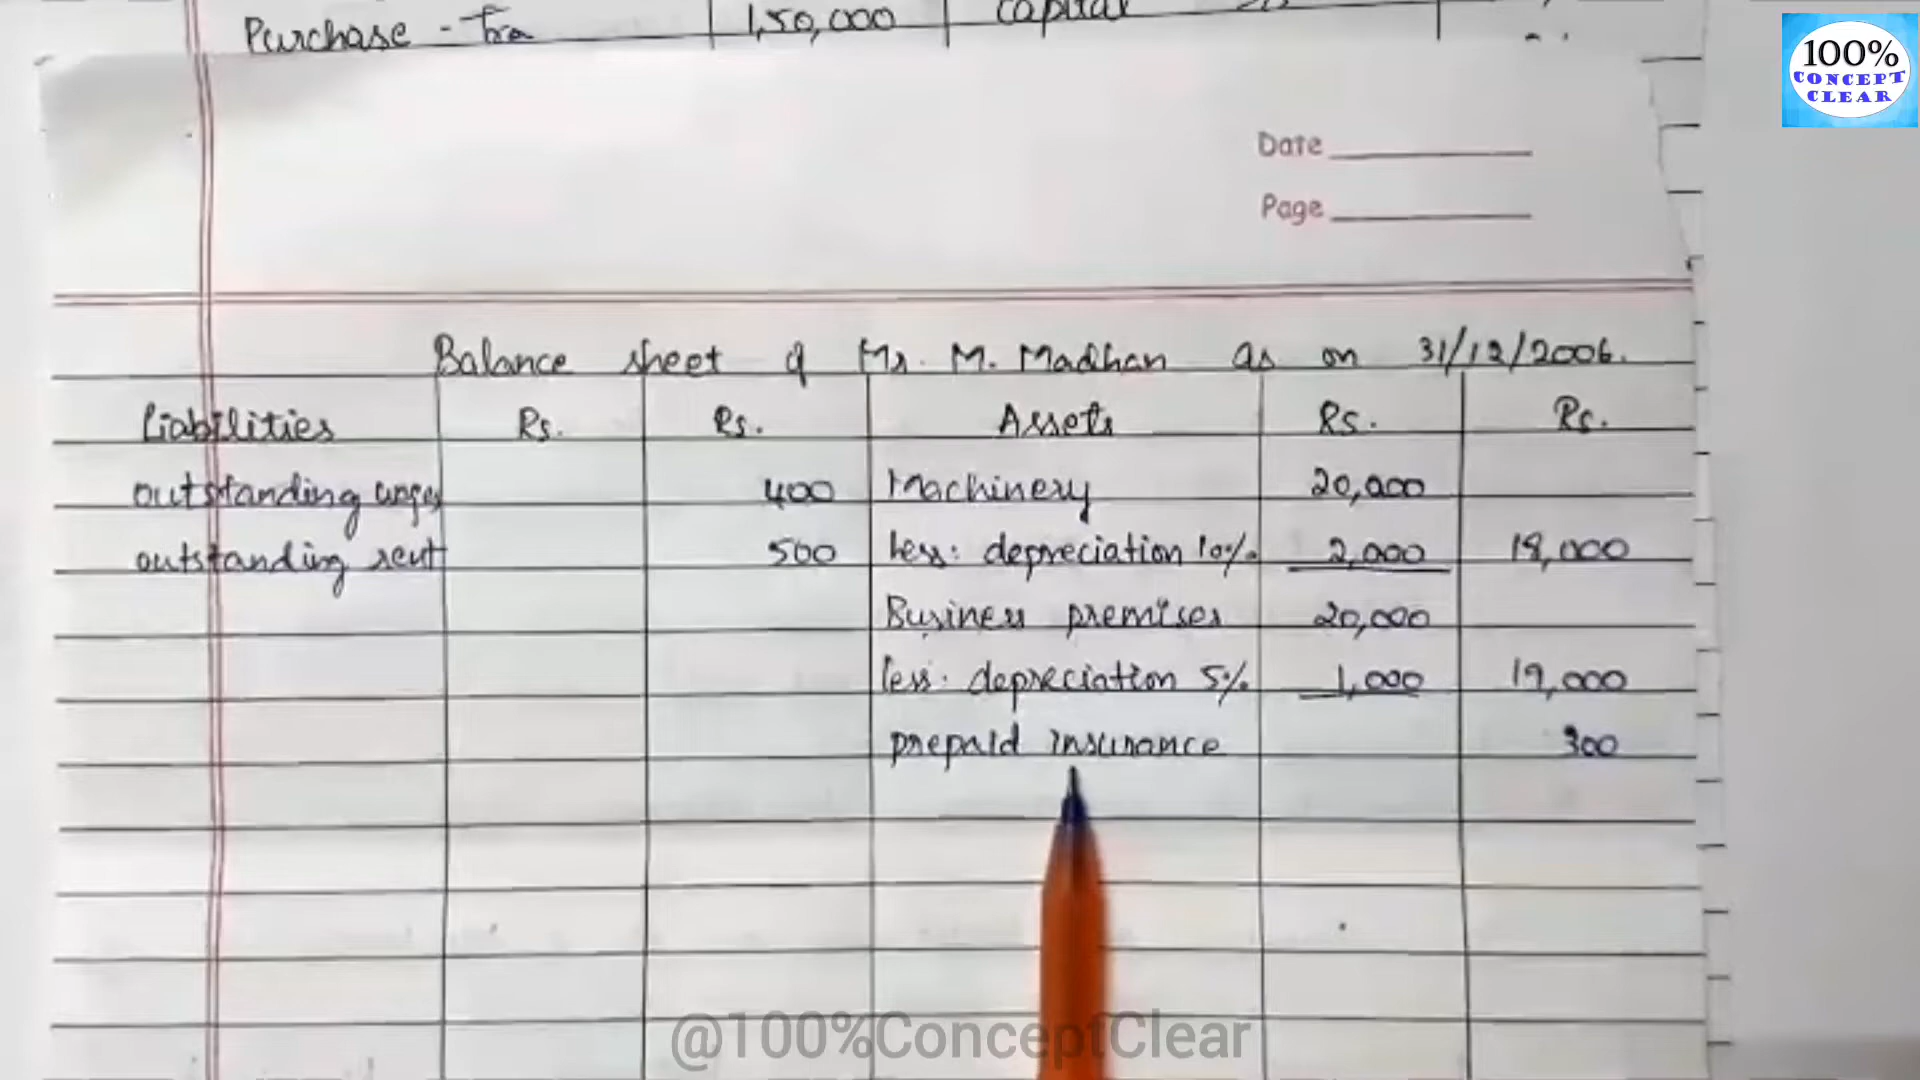 Purchase - Tra 1,50,000 capital
100%
CONCEPT
CLEAR
Date
Page
Balance sheet of Mr. M. Madhan as on 31/12/2006.
Liabilities Rs. Rs. Assets Rs. Rs.
outstanding wages 400 Machinery 20,000
outstanding rent 500 less: depreciation 10% 2,000 18,000
Business premises 20,000
less: depreciation 5% 1,000 19,000
prepaid insurance 300
@100%ConceptClear